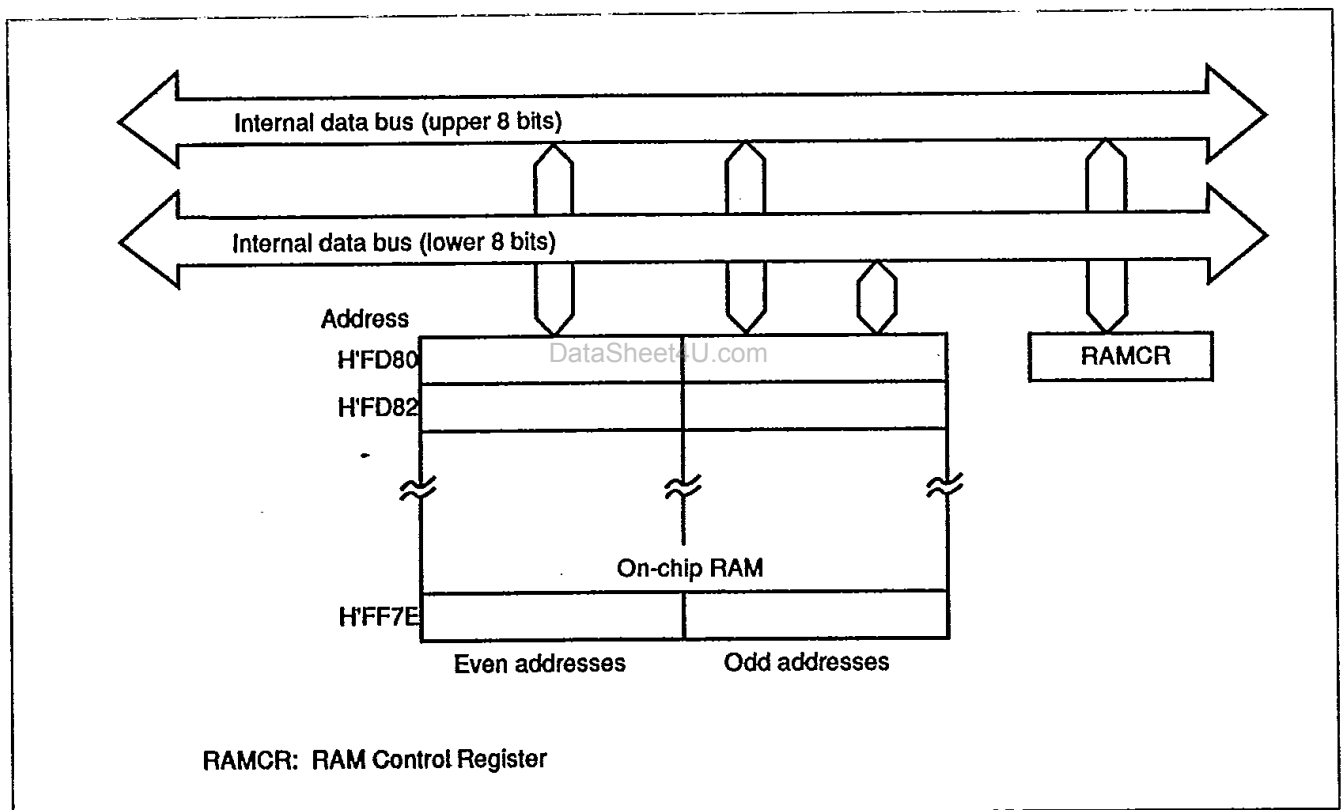 Internal data bus (upper 8 bits)
Internal data bus (lower 8 bits)
Address
H'FD80
DataSheet4U.com
RAMCR
H'FD82
On-chip RAM
H'FF7E
Even addresses
Odd addresses
RAMCR: RAM Control Register